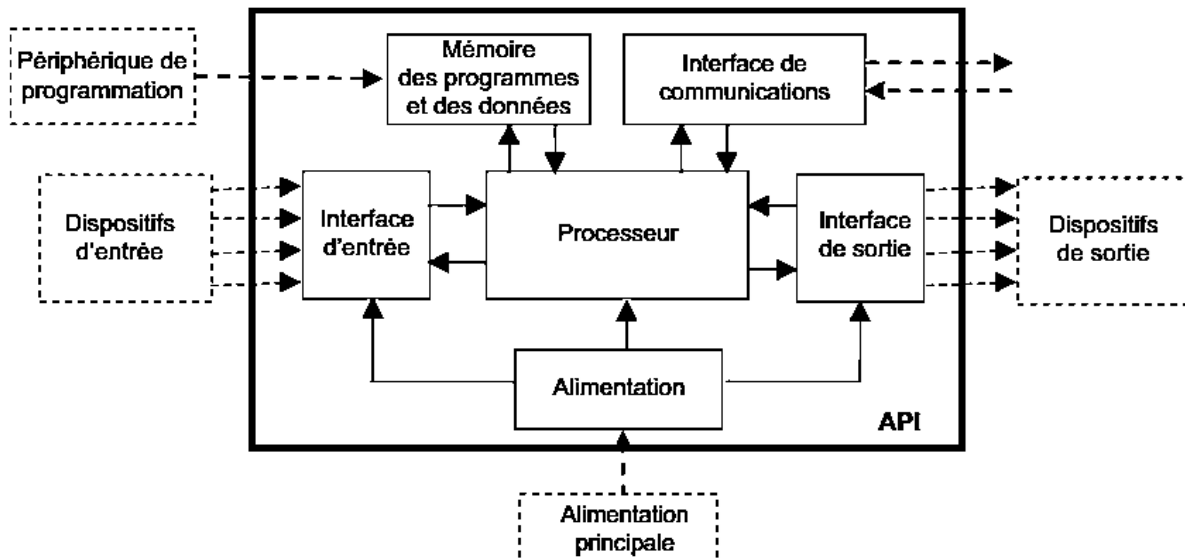 Périphérique de
programmation
Mémoire
des programmes
et des données
Interface de
communications
Dispositifs
d'entrée
Interface
d'entrée
Processeur
Interface
de sortie
Dispositifs
de sortie
Alimentation
API
Alimentation
principale